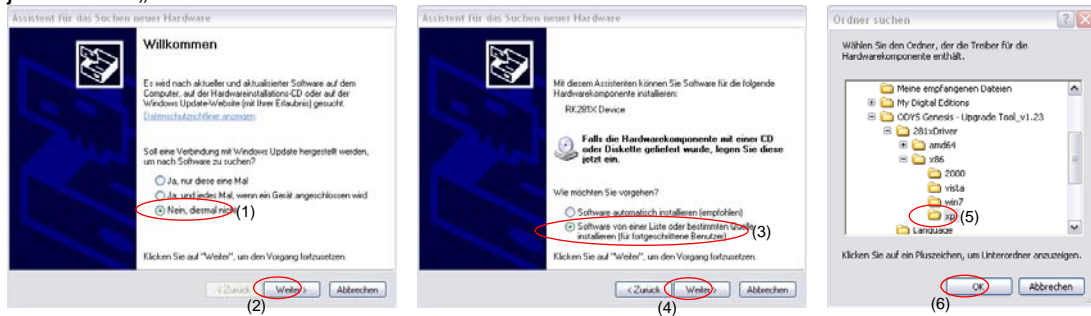 Assistent für das Suchen neuer Hardware
Willkommen
Es wird nach aktueller und aktualisierter Software auf dem
Computer, auf der Hardwareinstallations-CD oder auf der
Windows Update-Website (mit Ihrer Erlaubnis) gesucht.
Datenschutzrichtlinie anzeigen
Soll eine Verbindung mit Windows Update hergestellt werden,
um nach Software zu suchen?
Ja, nur diese eine Mal
Ja, und jedes Mal, wenn ein Gerät angeschlossen wird
Nein, diesmal nicht (1)
Klicken Sie auf "Weiter", um den Vorgang fortzusetzen.
< Zurück Weiter > Abbrechen
(2)
Assistent für das Suchen neuer Hardware
Mit diesem Assistenten können Sie Software für die folgende
Hardwarekomponente installieren:
RK281X Device
Falls die Hardwarekomponente mit einer CD
oder Diskette geliefert wurde, legen Sie diese
jetzt ein.
Wie möchten Sie vorgehen?
Software automatisch installieren (empfohlen)
Software von einer Liste oder bestimmten Quelle
installieren (für fortgeschrittene Benutzer)
(3)
Klicken Sie auf "Weiter", um den Vorgang fortzusetzen.
< Zurück Weiter > Abbrechen
(4)
Ordner suchen
Wählen Sie den Ordner, der die Treiber für die
Hardwarekomponente enthält.
Meine empfangenen Dateien
My Digital Editions
ODYS Genesis - Upgrade Tool_v1.23
281xDriver
amd64
x86
2000
vista
win7
xp (5)
Language
Klicken Sie auf ein Pluszeichen, um Unterordner anzuzeigen.
OK Abbrechen
(6)